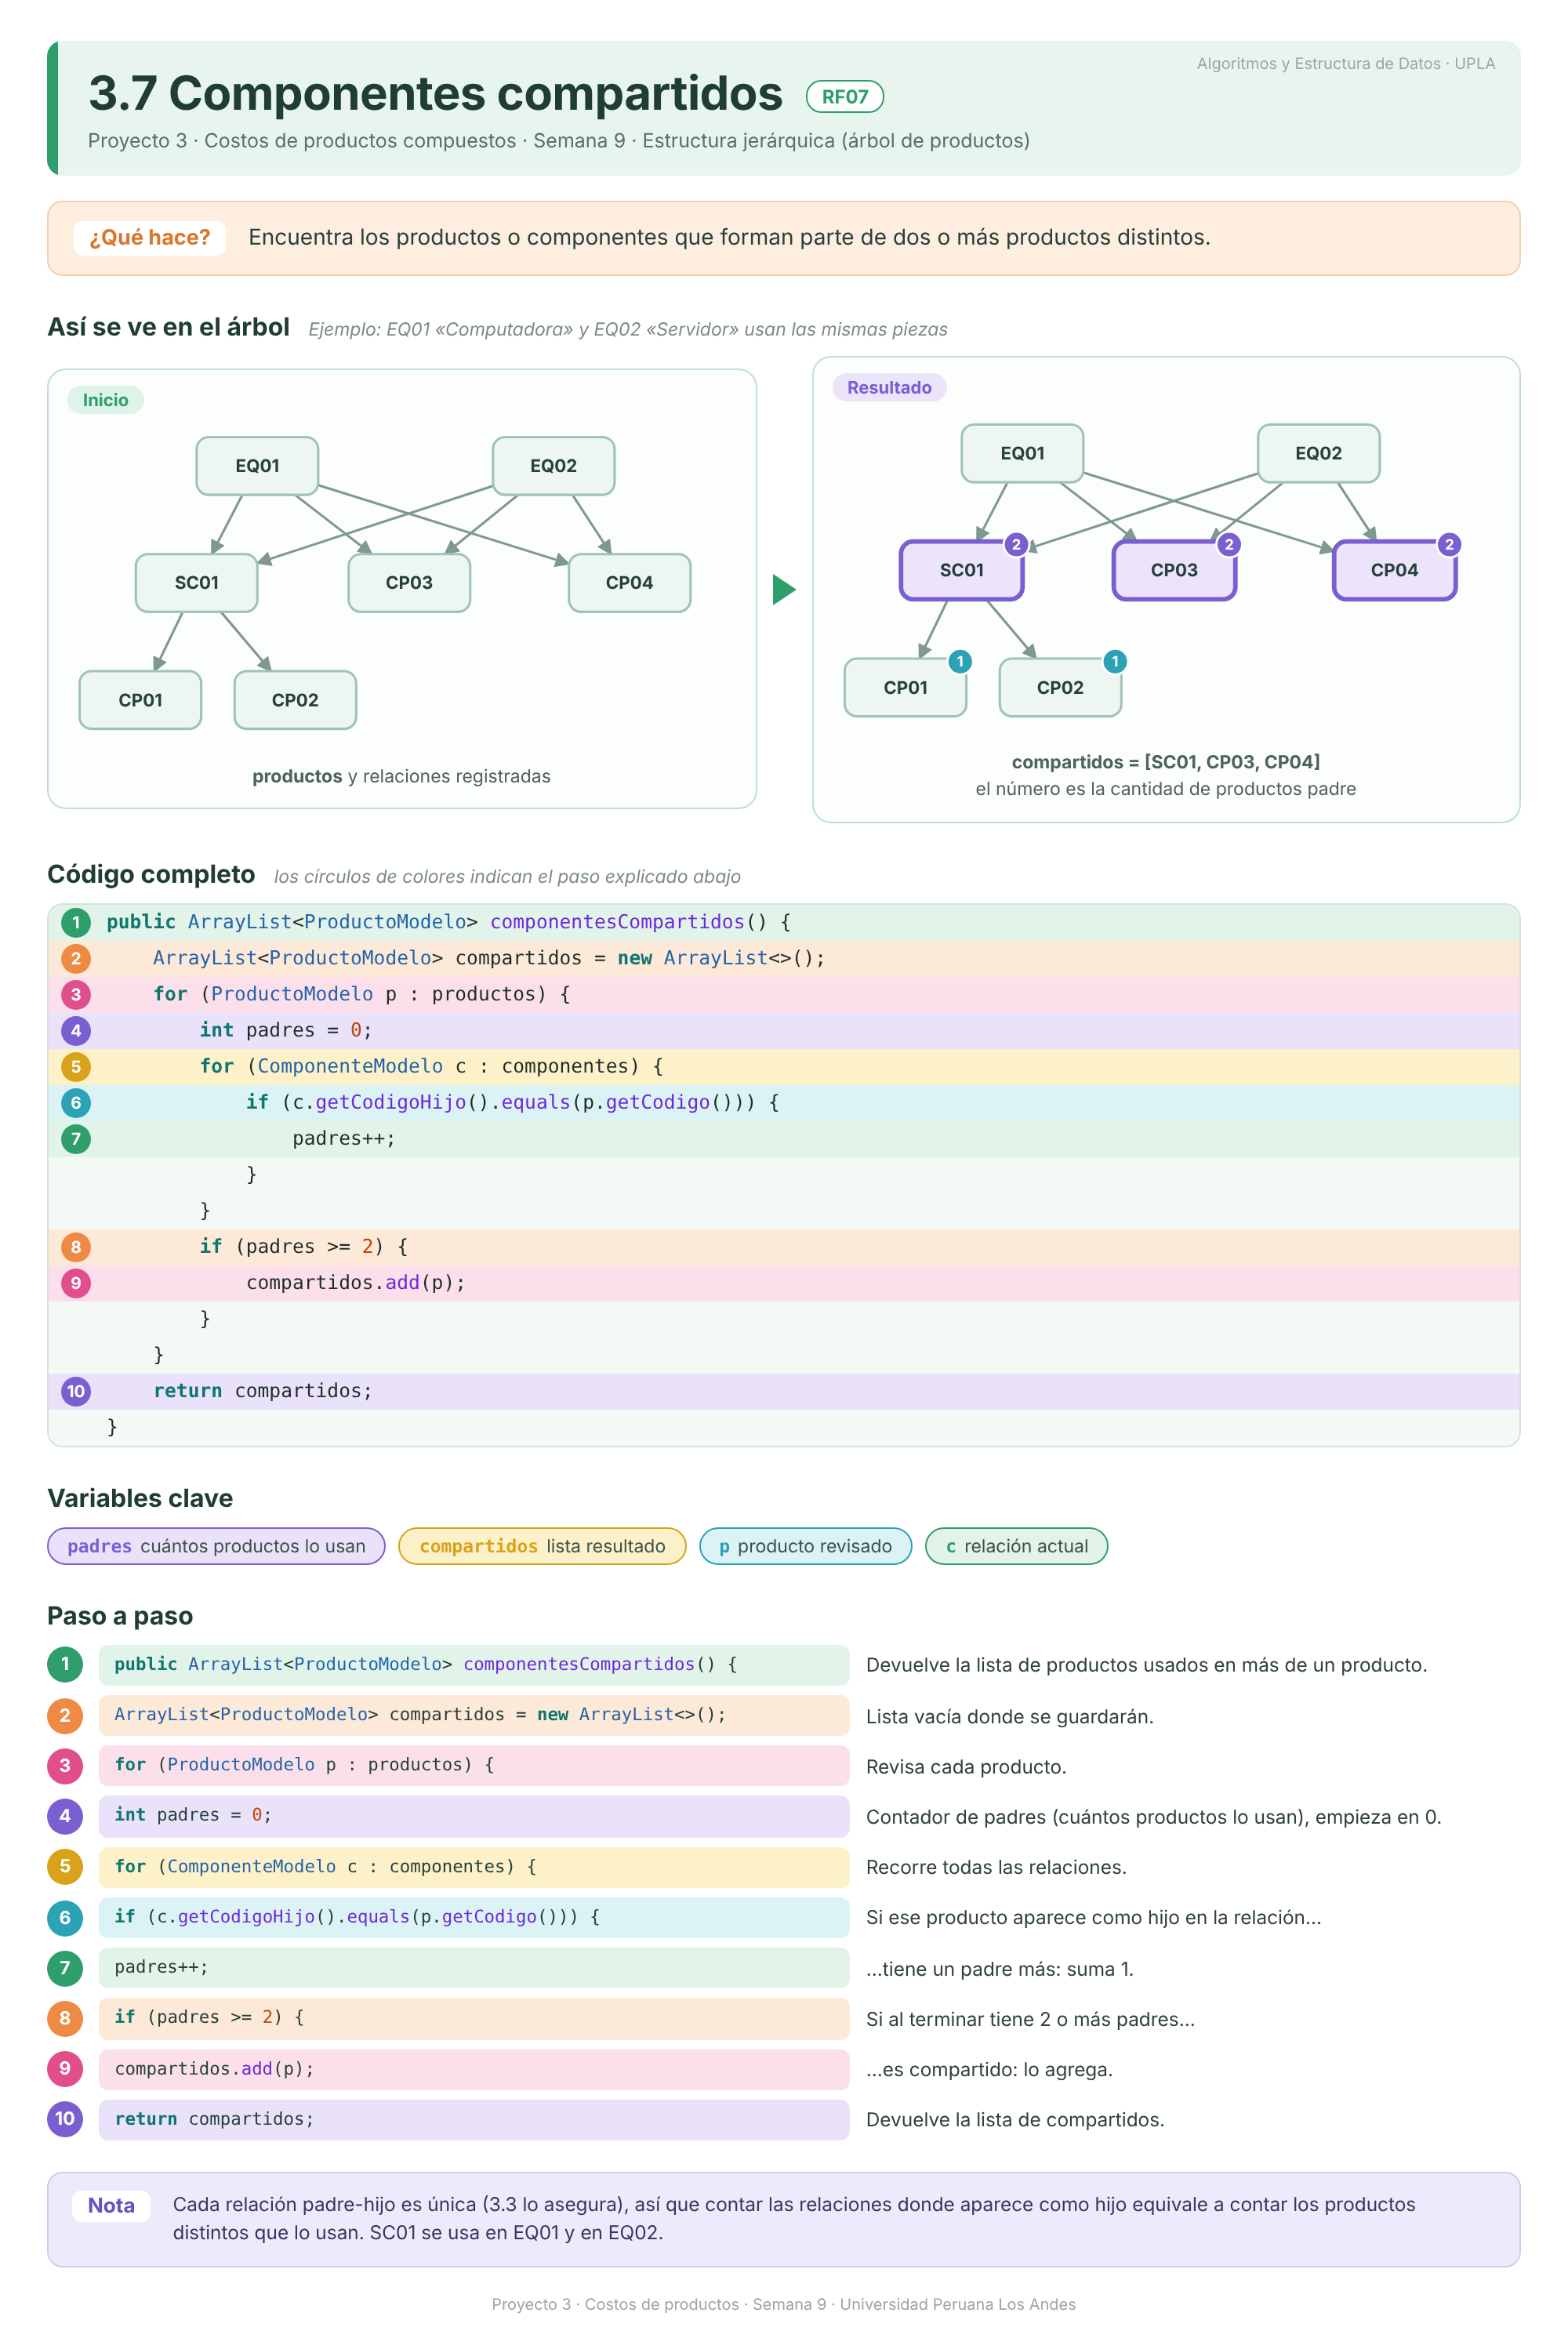 Algoritmos y Estructura de Datos · UPLA
3.7 Componentes compartidos RF07
Proyecto 3 · Costos de productos compuestos · Semana 9 · Estructura jerárquica (árbol de productos)
¿Qué hace? Encuentra los productos o componentes que forman parte de dos o más productos distintos.
Así se ve en el árbol Ejemplo: EQ01 «Computadora» y EQ02 «Servidor» usan las mismas piezas
Inicio
EQ01 EQ02
SC01 CP03 CP04
CP01 CP02
productos y relaciones registradas
Resultado
EQ01 EQ02
SC01 2 CP03 2 CP04 2
CP01 1 CP02 1
compartidos = [SC01, CP03, CP04]
el número es la cantidad de productos padre
Código completo los círculos de colores indican el paso explicado abajo
1 public ArrayList<ProductoModelo> componentesCompartidos() {
2 ArrayList<ProductoModelo> compartidos = new ArrayList<>();
3 for (ProductoModelo p : productos) {
4 int padres = 0;
5 for (ComponenteModelo c : componentes) {
6 if (c.getCodigoHijo().equals(p.getCodigo())) {
7 padres++;
}
}
8 if (padres >= 2) {
9 compartidos.add(p);
}
}
10 return compartidos;
}
Variables clave
padres cuántos productos lo usan compartidos lista resultado p producto revisado c relación actual
Paso a paso
1 public ArrayList<ProductoModelo> componentesCompartidos() { Devuelve la lista de productos usados en más de un producto.
2 ArrayList<ProductoModelo> compartidos = new ArrayList<>(); Lista vacía donde se guardarán.
3 for (ProductoModelo p : productos) { Revisa cada producto.
4 int padres = 0; Contador de padres (cuántos productos lo usan), empieza en 0.
5 for (ComponenteModelo c : componentes) { Recorre todas las relaciones.
6 if (c.getCodigoHijo().equals(p.getCodigo())) { Si ese producto aparece como hijo en la relación...
7 padres++; ...tiene un padre más: suma 1.
8 if (padres >= 2) { Si al terminar tiene 2 o más padres...
9 compartidos.add(p); ...es compartido: lo agrega.
10 return compartidos; Devuelve la lista de compartidos.
Nota Cada relación padre-hijo es única (3.3 lo asegura), así que contar las relaciones donde aparece como hijo equivale a contar los productos
distintos que lo usan. SC01 se usa en EQ01 y en EQ02.
Proyecto 3 · Costos de productos · Semana 9 · Universidad Peruana Los Andes